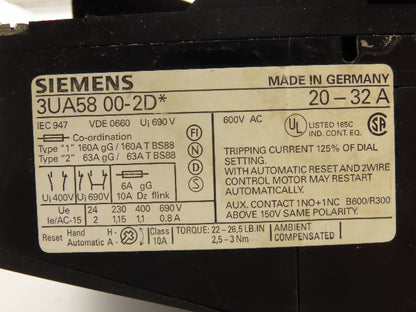 SIEMENS
MADE IN GERMANY
3UA58 00-2D*
20-32 A
IEC 947 VDE 0660 Ui 690 V
Co-ordination
Type "1" 160A gG / 160A T BS88
Type "2" 63A gG / 63A T BS88
6A gG
Ui 400V Ui 690V 10A Dz flink
Ue 24 230 400 690 V
Ie/AC-15 2 1,15 1,1 0,8 A
FI
N
D
S
600V AC
UL LISTED 165C
IND. CONT. EQ.
SA
TRIPPING CURRENT 125% OF DIAL
SETTING.
WITH AUTOMATIC RESET AND 2WIRE
CONTROL MOTOR MAY RESTART
AUTOMATICALLY.
AUX. CONTACT 1NO+1NC B600/R300
ABOVE 150V SAME POLARITY.
Reset Hand H-
Automatic A-
Class
10A
TORQUE: 22-26,5 LB.IN
2,5-3 Nm
AMBIENT
COMPENSATED